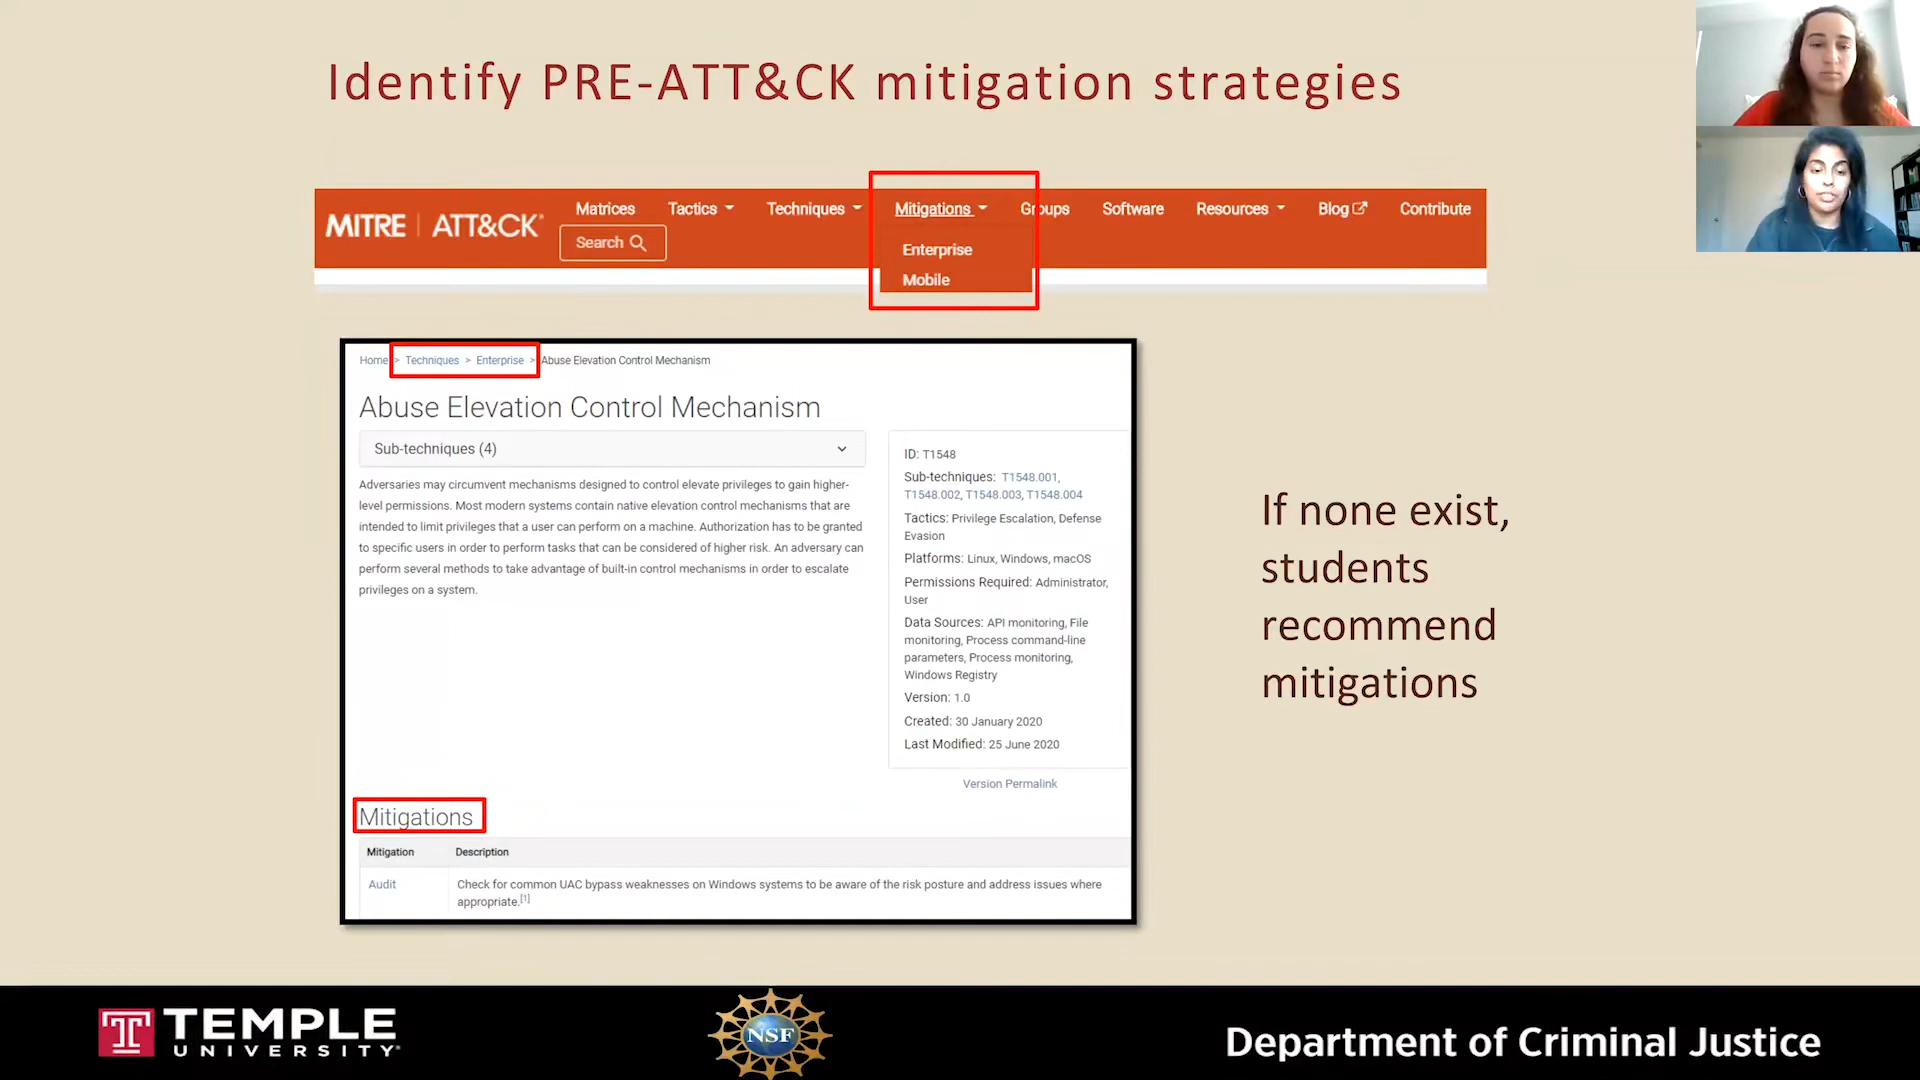 Identify PRE-ATT&CK mitigation strategies
MITRE | ATT&CK®
Matrices
Tactics
Techniques
Mitigations
Groups
Software
Resources
Blog
Contribute
Search
Enterprise
Mobile
Home > Techniques > Enterprise > Abuse Elevation Control Mechanism
Abuse Elevation Control Mechanism
Sub-techniques (4)
Adversaries may circumvent mechanisms designed to control elevate privileges to gain higher-
level permissions. Most modern systems contain native elevation control mechanisms that are
intended to limit privileges that a user can perform on a machine. Authorization has to be granted
to specific users in order to perform tasks that can be considered of higher risk. An adversary can
perform several methods to take advantage of built-in control mechanisms in order to escalate
privileges on a system.
ID: T1548
Sub-techniques: T1548.001,
T1548.002, T1548.003, T1548.004
Tactics: Privilege Escalation, Defense
Evasion
Platforms: Linux, Windows, macOS
Permissions Required: Administrator,
User
Data Sources: API monitoring, File
monitoring, Process command-line
parameters, Process monitoring,
Windows Registry
Version: 1.0
Created: 30 January 2020
Last Modified: 25 June 2020
Version Permalink
Mitigations
Mitigation Description
Audit
Check for common UAC bypass weaknesses on Windows systems to be aware of the risk posture and address issues where
appropriate.[1]
If none exist,
students
recommend
mitigations
TEMPLE
UNIVERSITY
NSF
Department of Criminal Justice